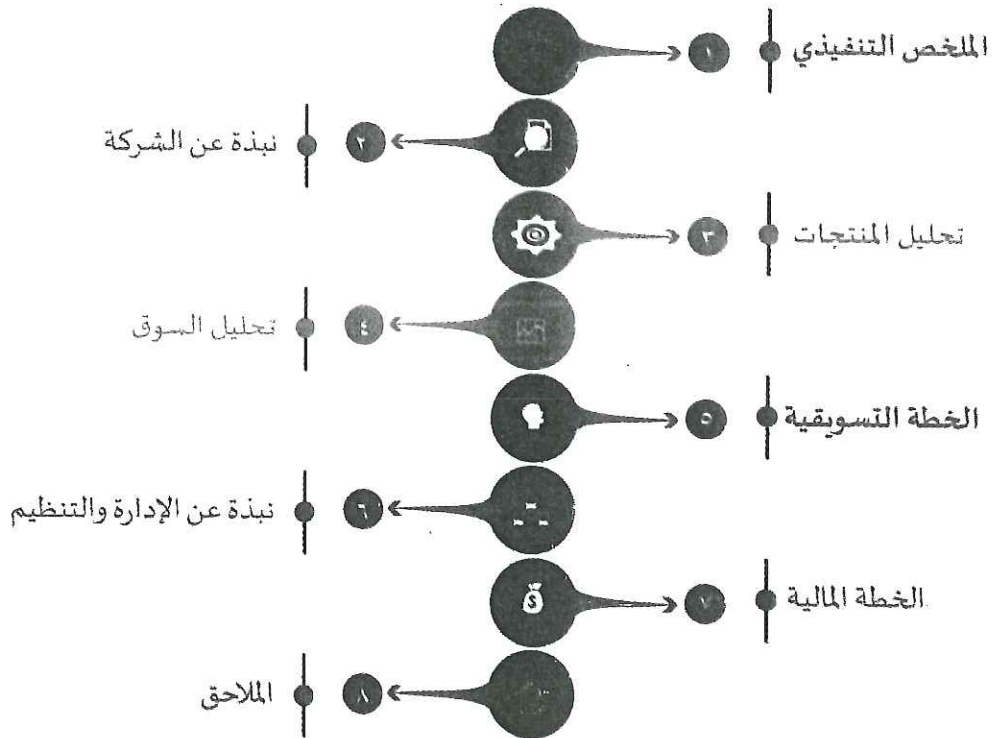 ١ الملخص التنفيذي
٢ نبذة عن الشركة
٣ تحليل المنتجات
٤ تحليل السوق
٥ الخطة التسويقية
٦ نبذة عن الإدارة والتنظيم
٧ الخطة المالية
$
٨ الملاحق